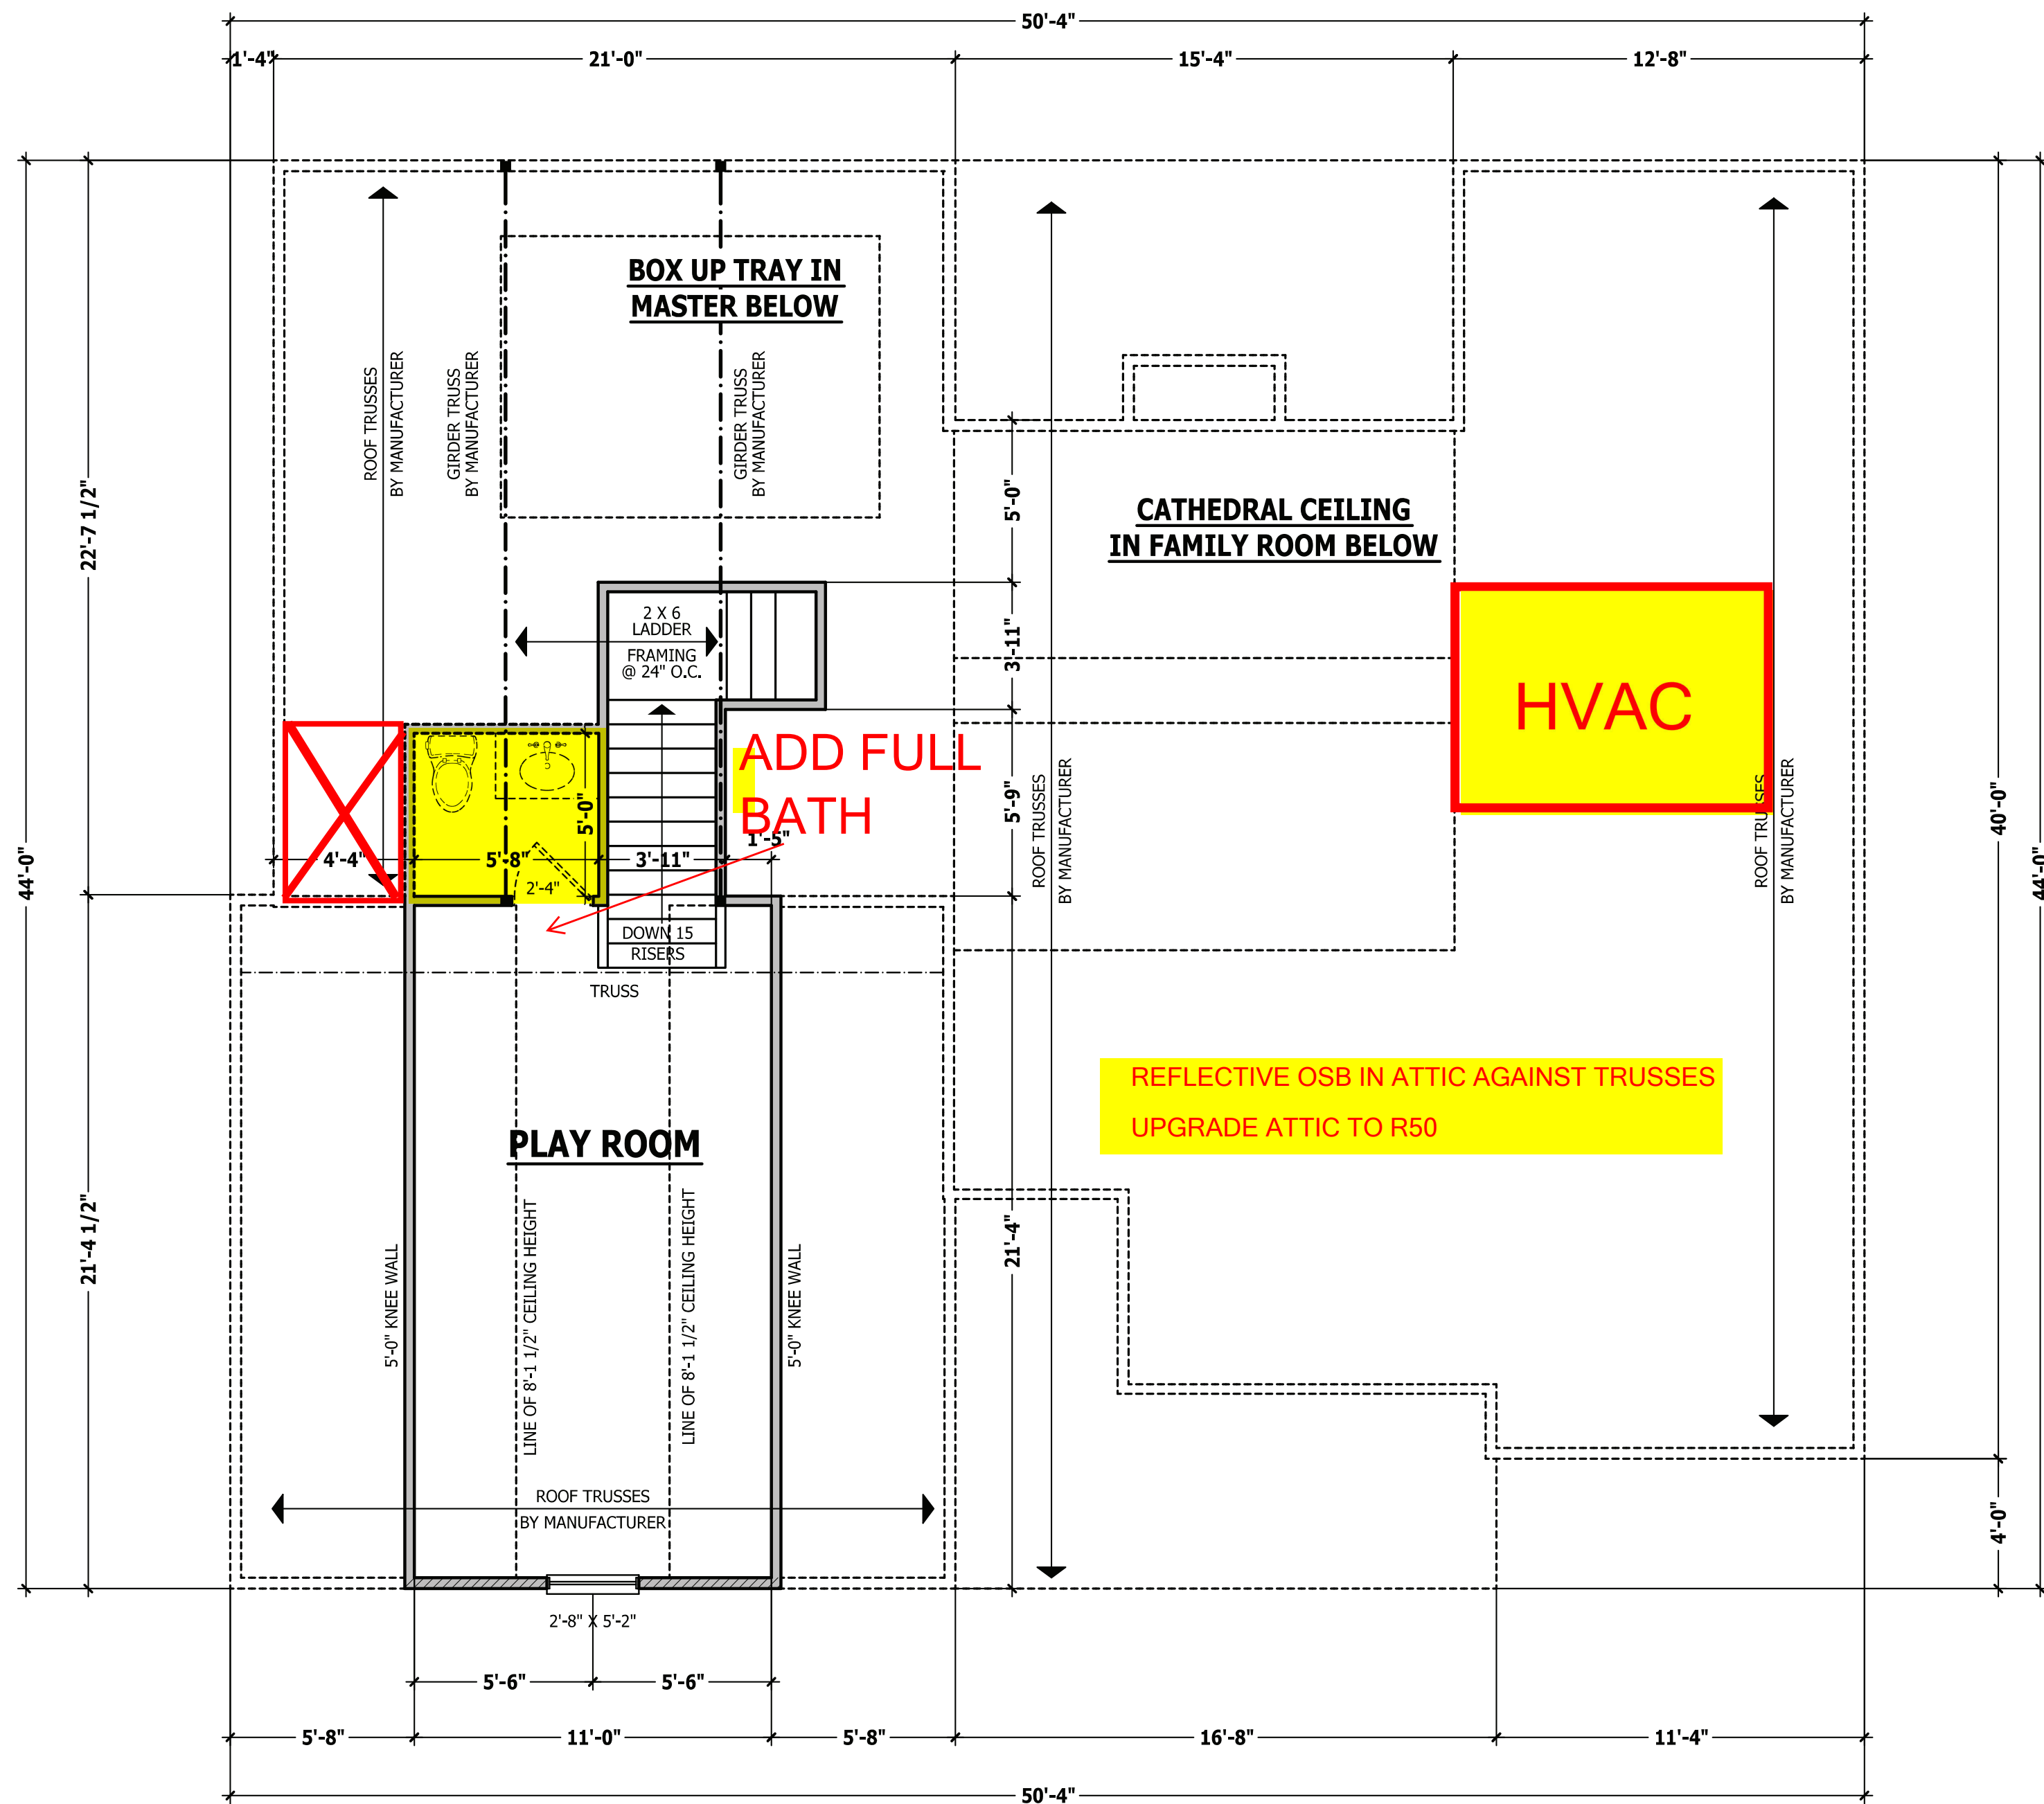 50'-4"
1'-4"
21'-0"
15'-4"
12'-8"
BOX UP TRAY IN
MASTER BELOW
ROOF TRUSSES
BY MANUFACTURER
GIRDER TRUSS
BY MANUFACTURER
GIRDER TRUSS
BY MANUFACTURER
22'-7 1/2"
5'-0"
CATHEDRAL CEILING
IN FAMILY ROOM BELOW
2 X 6
LADDER
FRAMING
@ 24" O.C.
3'-11"
HVAC
ADD FULL
BATH
5'-0"
5'-9"
ROOF TRUSSES
BY MANUFACTURER
ROOF TRUSSES
BY MANUFACTURER
40'-0"
44'-0"
44'-0"
4'-4"
5'-8"
3'-11"
1'-5"
2'-4"
DOWN 15
RISERS
TRUSS
REFLECTIVE OSB IN ATTIC AGAINST TRUSSES
UPGRADE ATTIC TO R50
PLAY ROOM
21'-4 1/2"
21'-4"
5'-0" KNEE WALL
LINE OF 8'-1 1/2" CEILING HEIGHT
LINE OF 8'-1 1/2" CEILING HEIGHT
5'-0" KNEE WALL
ROOF TRUSSES
BY MANUFACTURER
4'-0"
2'-8" X 5'-2"
5'-6"
5'-6"
5'-8"
11'-0"
5'-8"
16'-8"
11'-4"
50'-4"